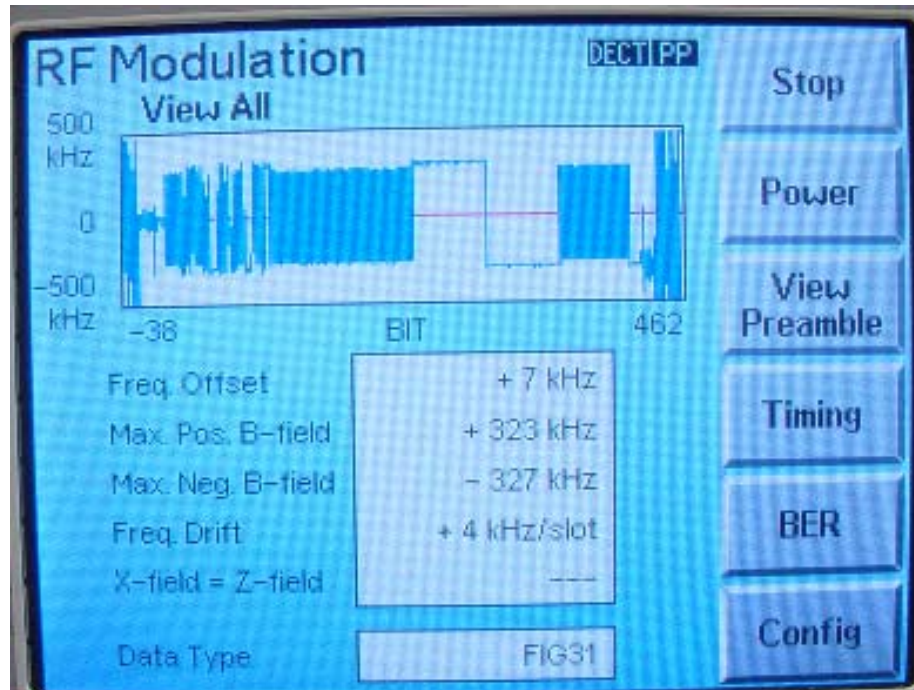 RF Modulation DECT PP
View All
500
kHz
0
-500
kHz
-38 BIT 462
Freq. Offset + 7 kHz
Max. Pos. B-field + 323 kHz
Max. Neg. B-field - 327 kHz
Freq. Drift + 4 kHz/slot
X-field = Z-field ---
Data Type FIG31
Stop
Power
View
Preamble
Timing
BER
Config